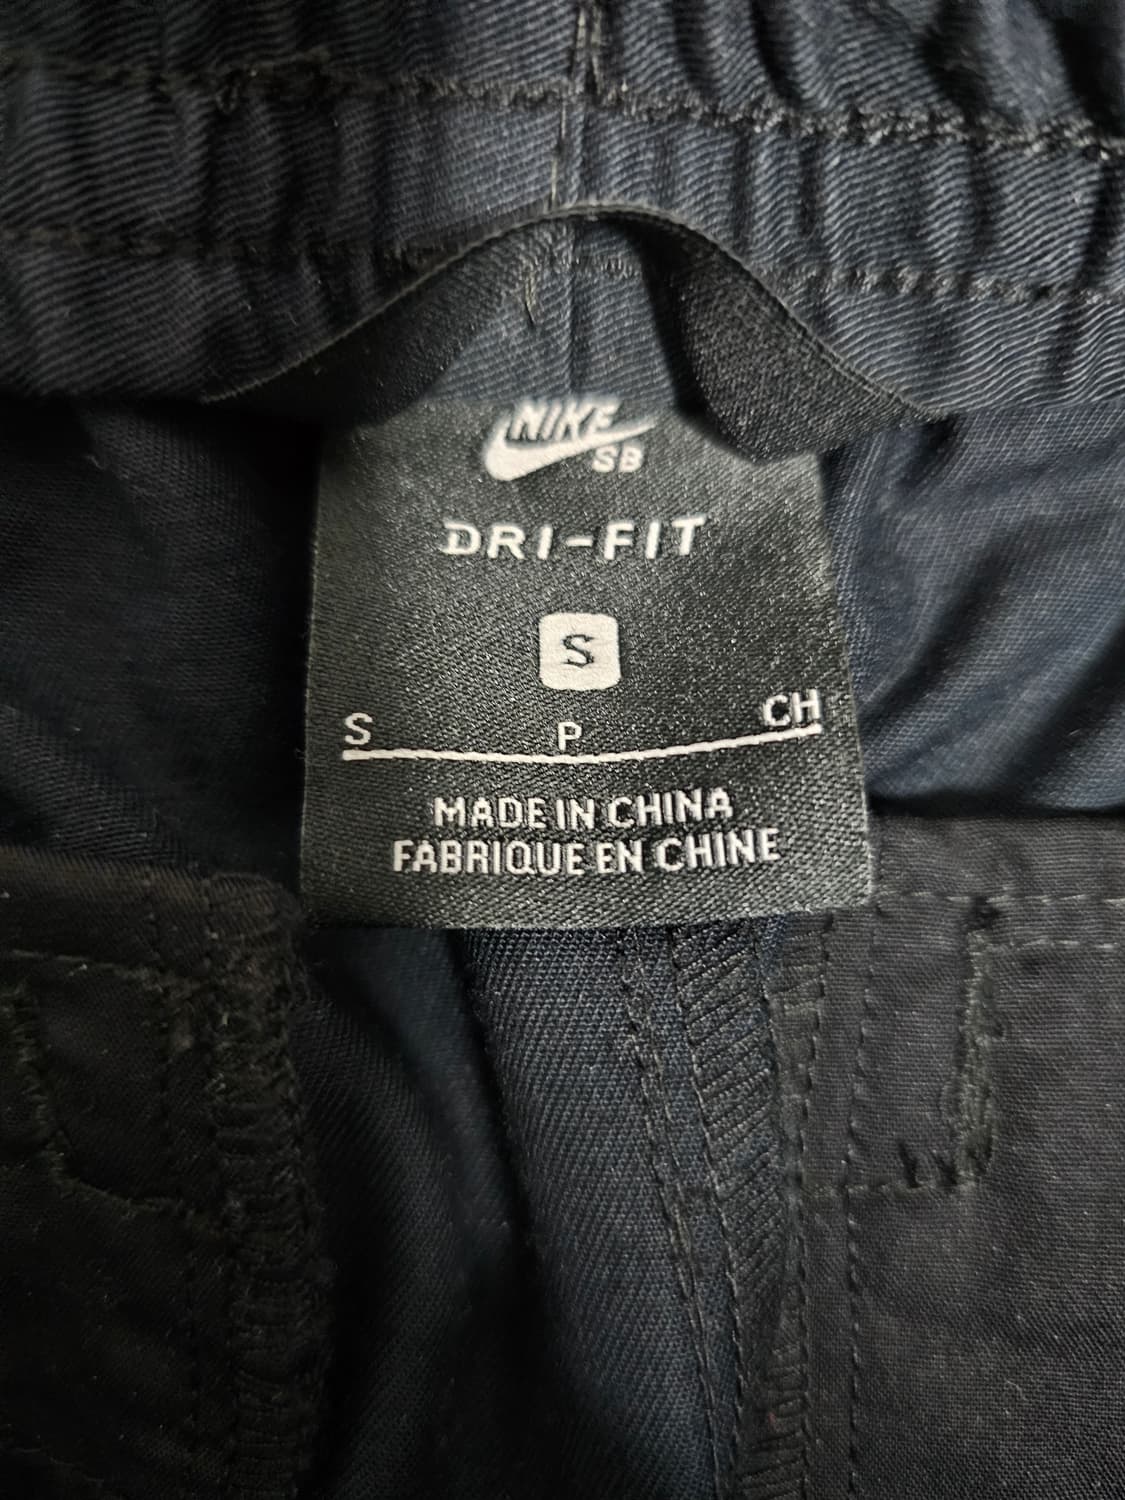 NIKE
SB
DRI-FIT
S
S P CH
MADE IN CHINA
FABRIQUE EN CHINE